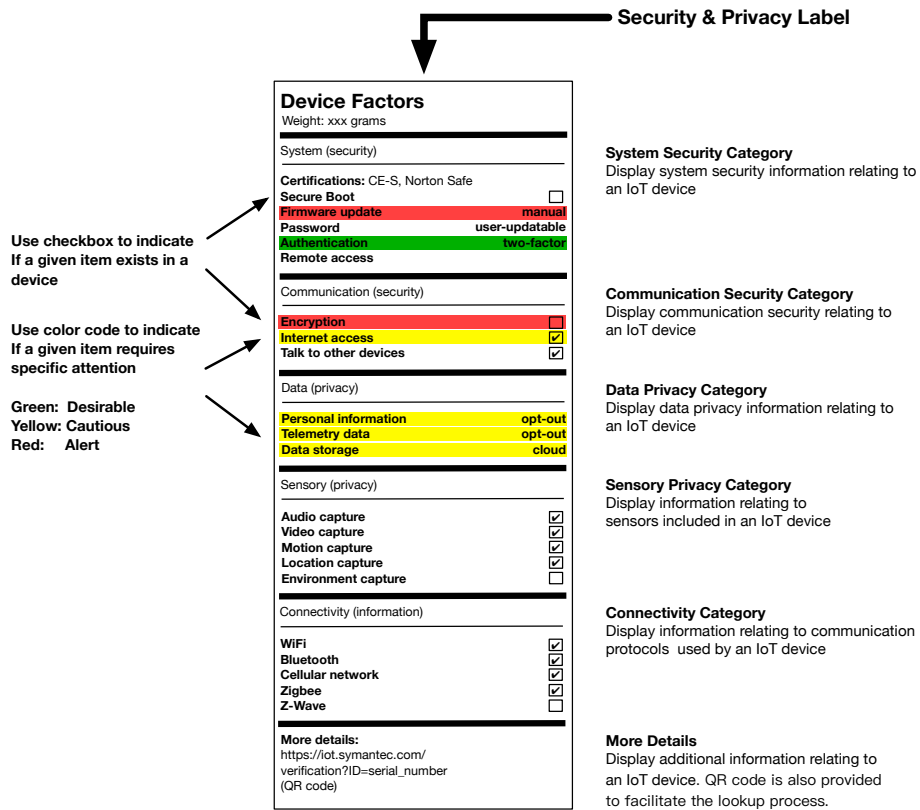 Security & Privacy Label
Device Factors
Weight: xxx grams
System (security)
Certifications: CE-S, Norton Safe
Secure Boot
Firmware update manual
Password user-updatable
Authentication two-factor
Remote access
Communication (security)
Encryption
Internet access
Talk to other devices
Data (privacy)
Personal information opt-out
Telemetry data opt-out
Data storage cloud
Sensory (privacy)
Audio capture
Video capture
Motion capture
Location capture
Environment capture
Connectivity (information)
WiFi
Bluetooth
Cellular network
Zigbee
Z-Wave
More details:
https://iot.symantec.com/
verification?ID=serial_number
(QR code)
Use checkbox to indicate
If a given item exists in a
device
Use color code to indicate
If a given item requires
specific attention
Green: Desirable
Yellow: Cautious
Red: Alert
System Security Category
Display system security information relating to
an IoT device
Communication Security Category
Display communication security relating to
an IoT device
Data Privacy Category
Display data privacy information relating to
an IoT device
Sensory Privacy Category
Display information relating to
sensors included in an IoT device
Connectivity Category
Display information relating to communication
protocols used by an IoT device
More Details
Display additional information relating to
an IoT device. QR code is also provided
to facilitate the lookup process.